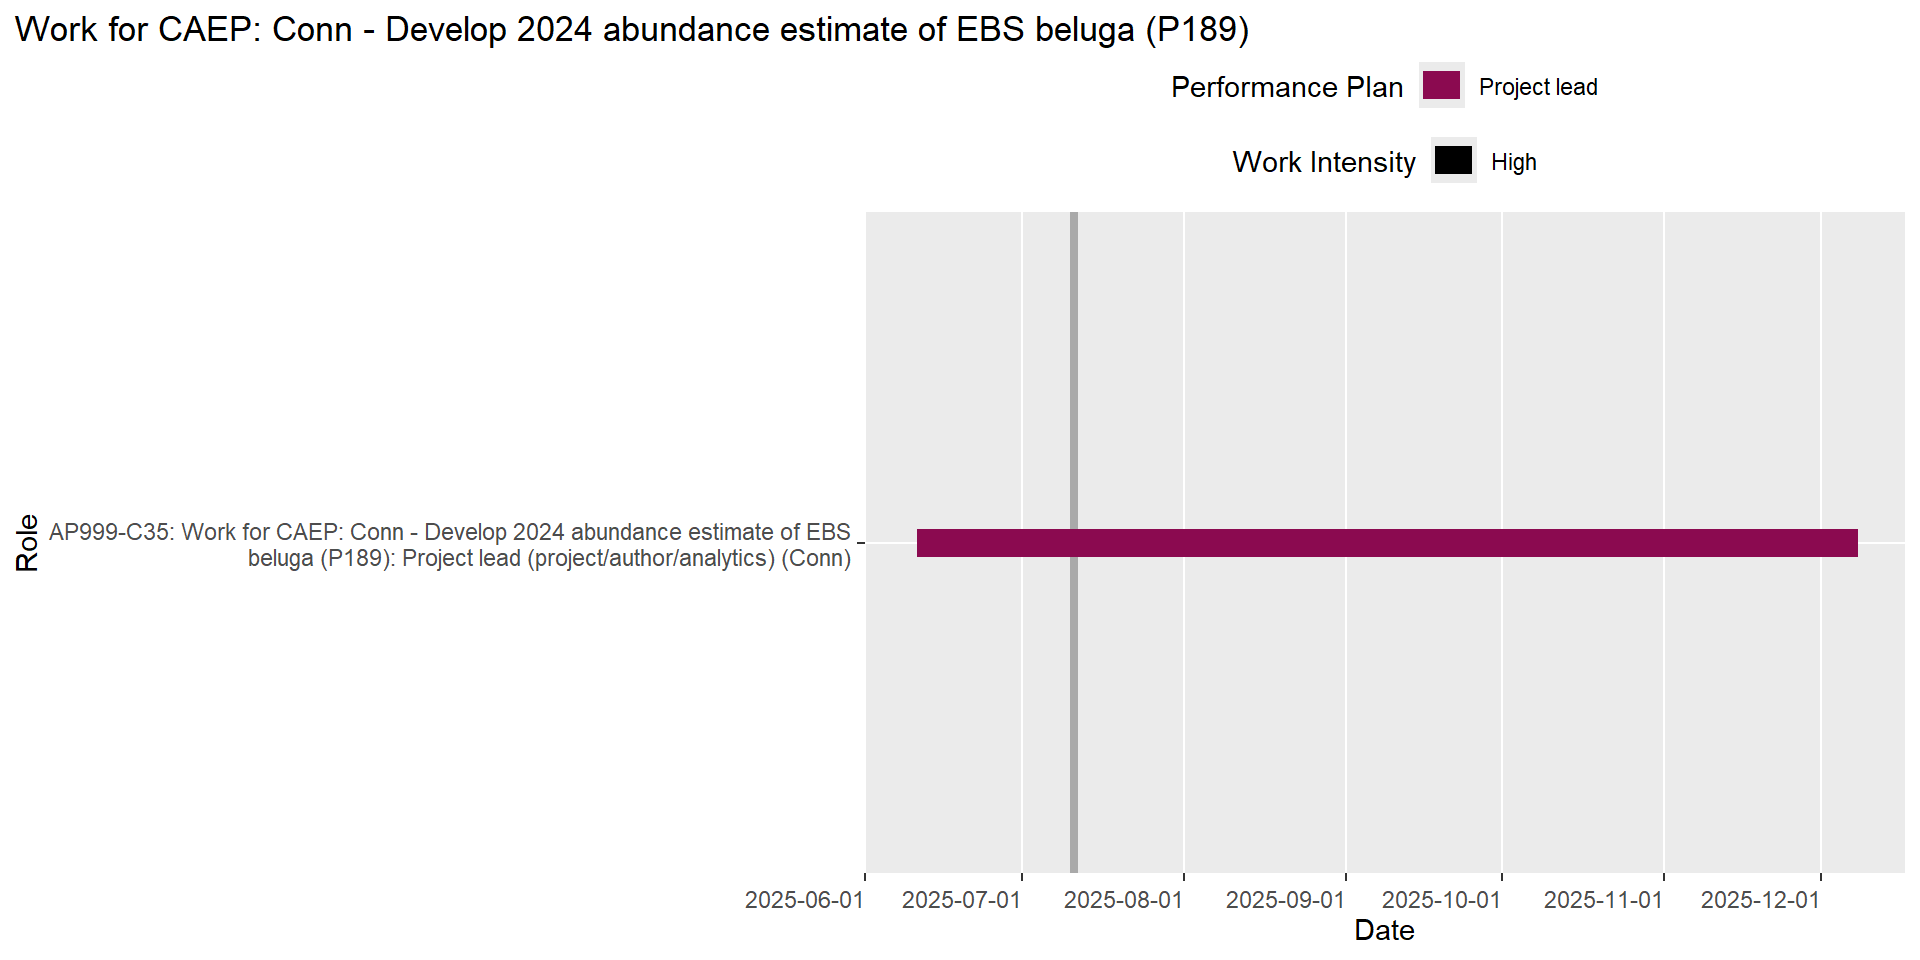 Work for CAEP: Conn - Develop 2024 abundance estimate of EBS beluga (P189)
Performance Plan Project lead
Work Intensity High
Role
AP999-C35: Work for CAEP: Conn - Develop 2024 abundance estimate of EBS
beluga (P189): Project lead (project/author/analytics) (Conn)
2025-06-01 2025-07-01 2025-08-01 2025-09-01 2025-10-01 2025-11-01 2025-12-01
Date